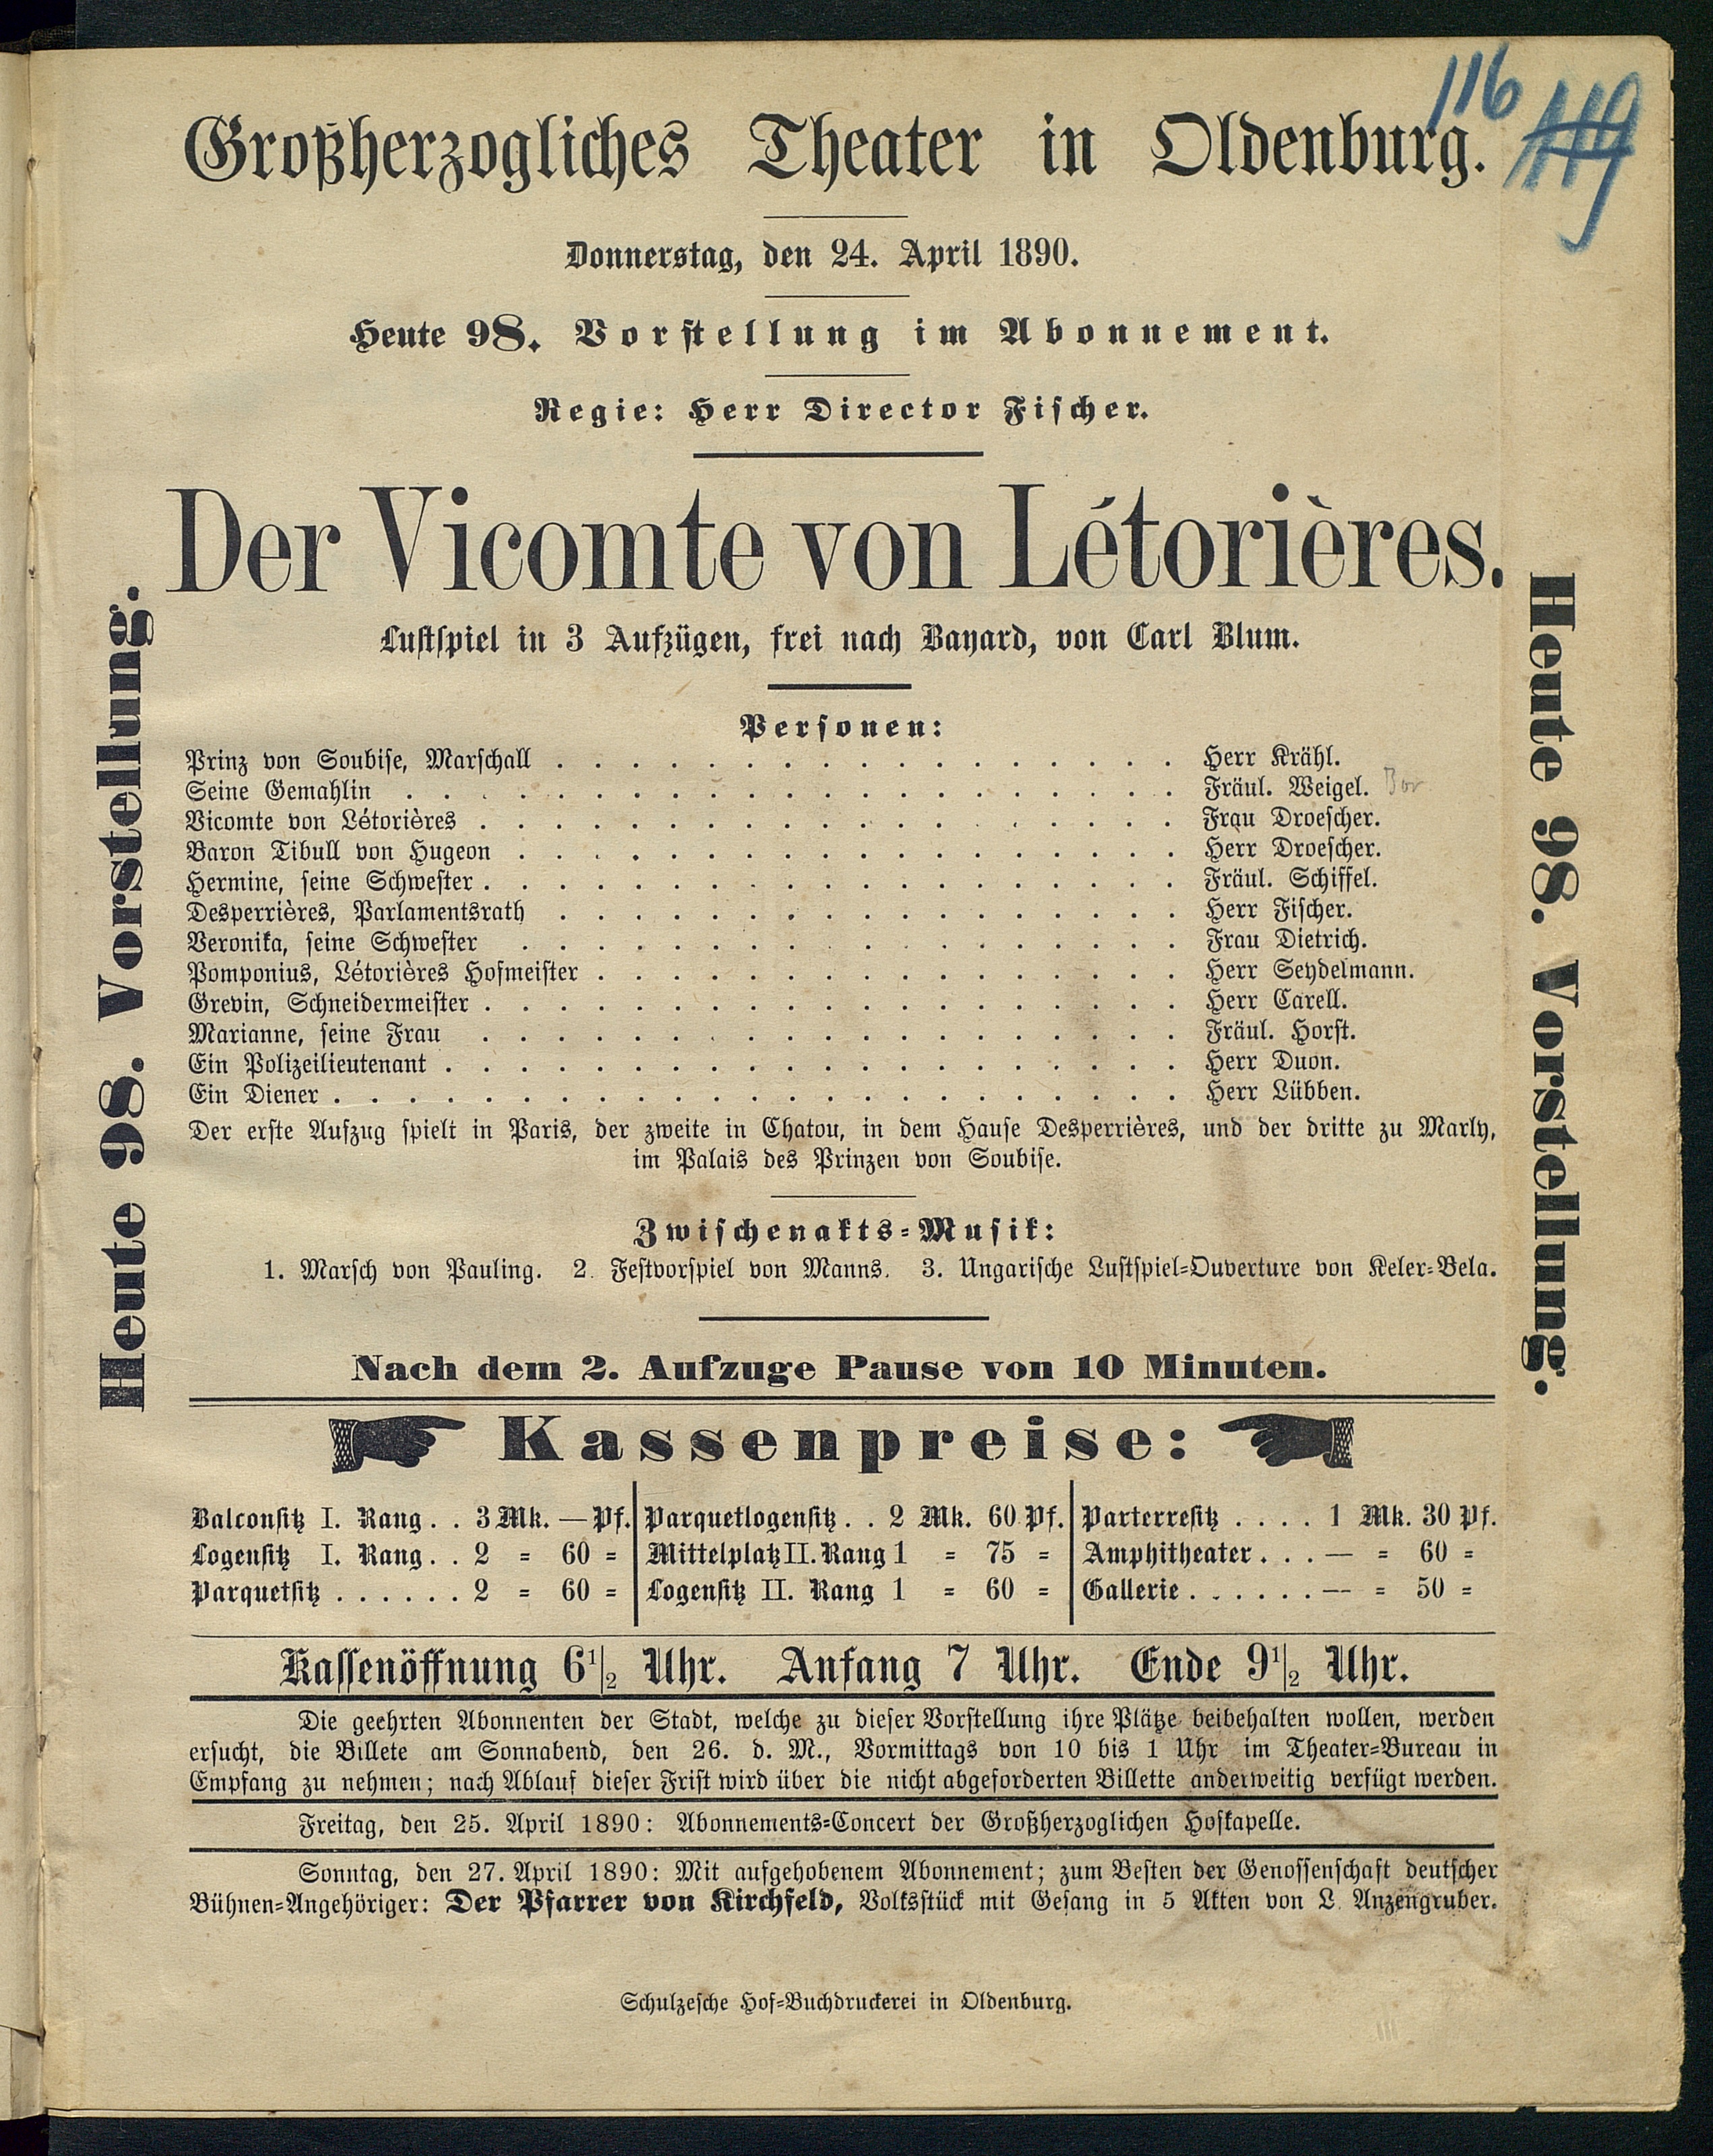 116
119
Großherzogliches Theater in Oldenburg.
Donnerstag, den 24. April 1890.
Heute 98. Vorstellung im Abonnement.
Regie: Herr Director Fischer.
Der Vicomte von Létorières.
Lustspiel in 3 Aufzügen, frei nach Bayard, von Carl Blum.
Heute 98. Vorstellung.
Heute 98. Vorstellung.
Personen:
Prinz von Soubise, Marschall . . . . . . . . . . . . . . . . . Herr Krähl.
Seine Gemahlin . . . . . . . . . . . . . . . . . . . . . Fräul. Weigel.
Vicomte von Létorières . . . . . . . . . . . . . . . . . . . Frau Droescher.
Baron Tibull von Hugeon . . . . . . . . . . . . . . . . . . Herr Droescher.
Hermine, seine Schwester . . . . . . . . . . . . . . . . . . . Fräul. Schiffel.
Desperrières, Parlamentsrath . . . . . . . . . . . . . . . . . Herr Fischer.
Veronika, seine Schwester . . . . . . . . . . . . . . . . . . Frau Dietrich.
Pomponius, Létorières Hofmeister . . . . . . . . . . . . . . . . Herr Seydelmann.
Grevin, Schneidermeister . . . . . . . . . . . . . . . . . . . Herr Carell.
Marianne, seine Frau . . . . . . . . . . . . . . . . . . . Fräul. Horst.
Ein Polizeilieutenant . . . . . . . . . . . . . . . . . . . . Herr Duon.
Ein Diener . . . . . . . . . . . . . . . . . . . . . . . Herr Lübben.
Der erste Aufzug spielt in Paris, der zweite in Chatou, in dem Hause Desperrières, und der dritte zu Marly,
im Palais des Prinzen von Soubise.
Zwischenakts-Musik:
1. Marsch von Pauling. 2. Festvorspiel von Manns. 3. Ungarische Lustspiel-Ouverture von Keler-Bela.
Nach dem 2. Aufzuge Pause von 10 Minuten.
Kassenpreise:
Balconsitz I. Rang . . 3 Mk. — Pf. Parquetlogensitz . . 2 Mk. 60 Pf. Parterresitz . . . . 1 Mk. 30 Pf.
Logensitz I. Rang . . 2 = 60 = Mittelplatz II. Rang 1 = 75 = Amphitheater . . . — = 60 =
Parquetsitz . . . . . . 2 = 60 = Logensitz II. Rang 1 = 60 = Gallerie . . . . . . — = 50 =
Kassenöffnung 6½ Uhr. Anfang 7 Uhr. Ende 9½ Uhr.
Die geehrten Abonnenten der Stadt, welche zu dieser Vorstellung ihre Plätze beibehalten wollen, werden
ersucht, die Billete am Sonnabend, den 26. d. M., Vormittags von 10 bis 1 Uhr im Theater-Bureau in
Empfang zu nehmen; nach Ablauf dieser Frist wird über die nicht abgeforderten Billette anderweitig verfügt werden.
Freitag, den 25. April 1890: Abonnements-Concert der Großherzoglichen Hofkapelle.
Sonntag, den 27. April 1890: Mit aufgehobenem Abonnement; zum Besten der Genossenschaft deutscher
Bühnen-Angehöriger: Der Pfarrer von Kirchfeld, Volksstück mit Gesang in 5 Akten von L. Anzengruber.
Schulzesche Hof-Buchdruckerei in Oldenburg.